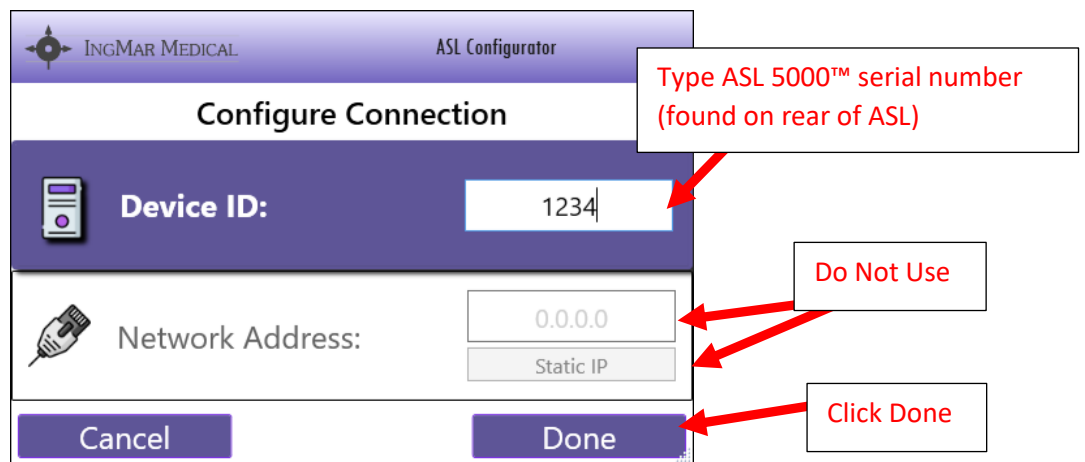 INGMAR MEDICAL
ASL Configurator
Type ASL 5000™ serial number
(found on rear of ASL)
Configure Connection
Device ID:
1234
Do Not Use
Network Address:
0.0.0.0
Static IP
Click Done
Cancel
Done